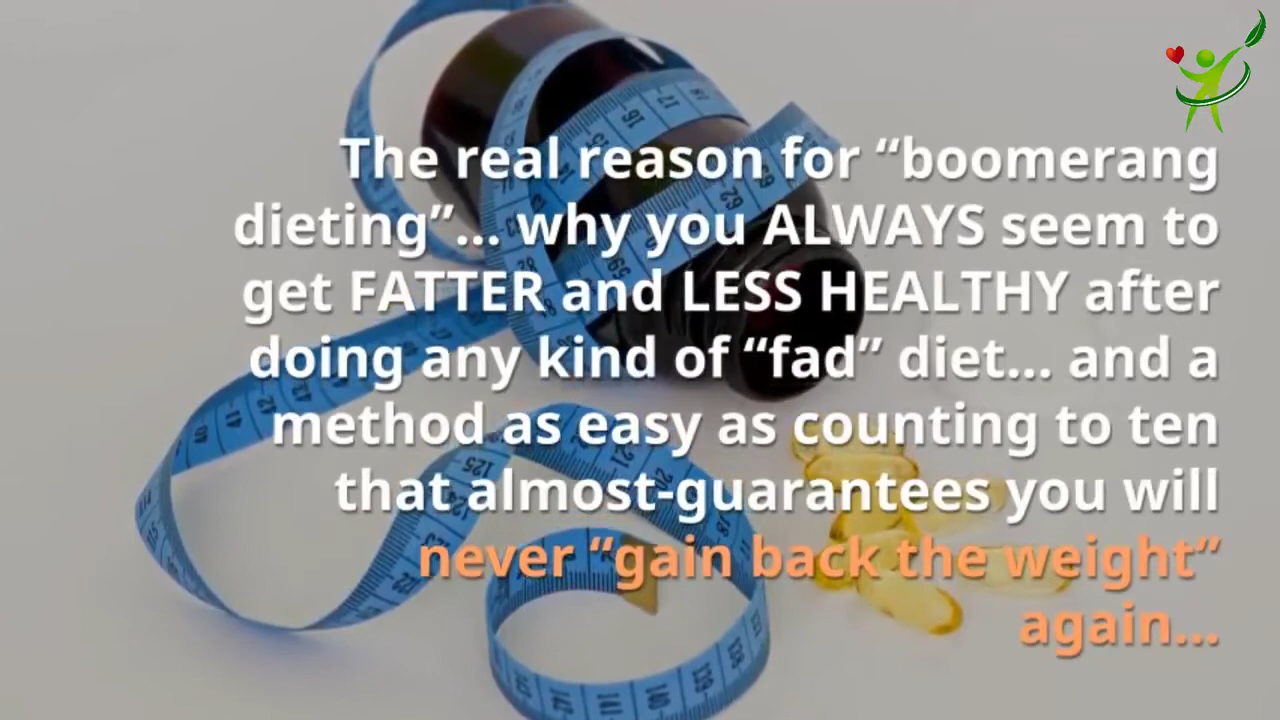 The real reason for “boomerang
dieting”... why you ALWAYS seem to
get FATTER and LESS HEALTHY after
doing any kind of “fad” diet... and a
method as easy as counting to ten
that almost-guarantees you will
never “gain back the weight”
again...